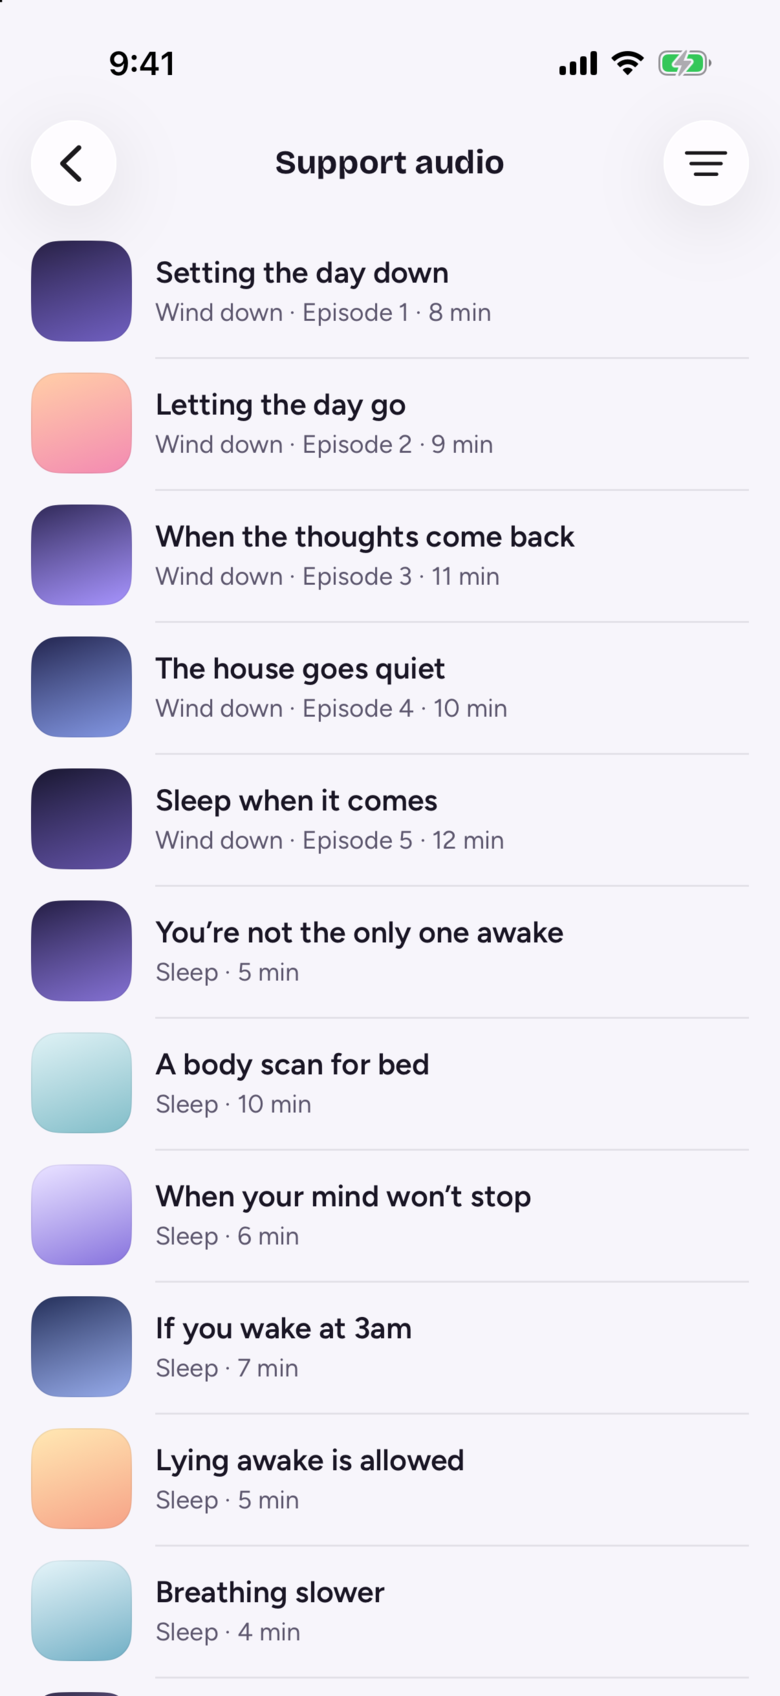 9:41
Support audio
Setting the day down
Wind down · Episode 1 · 8 min
Letting the day go
Wind down · Episode 2 · 9 min
When the thoughts come back
Wind down · Episode 3 · 11 min
The house goes quiet
Wind down · Episode 4 · 10 min
Sleep when it comes
Wind down · Episode 5 · 12 min
You’re not the only one awake
Sleep · 5 min
A body scan for bed
Sleep · 10 min
When your mind won’t stop
Sleep · 6 min
If you wake at 3am
Sleep · 7 min
Lying awake is allowed
Sleep · 5 min
Breathing slower
Sleep · 4 min